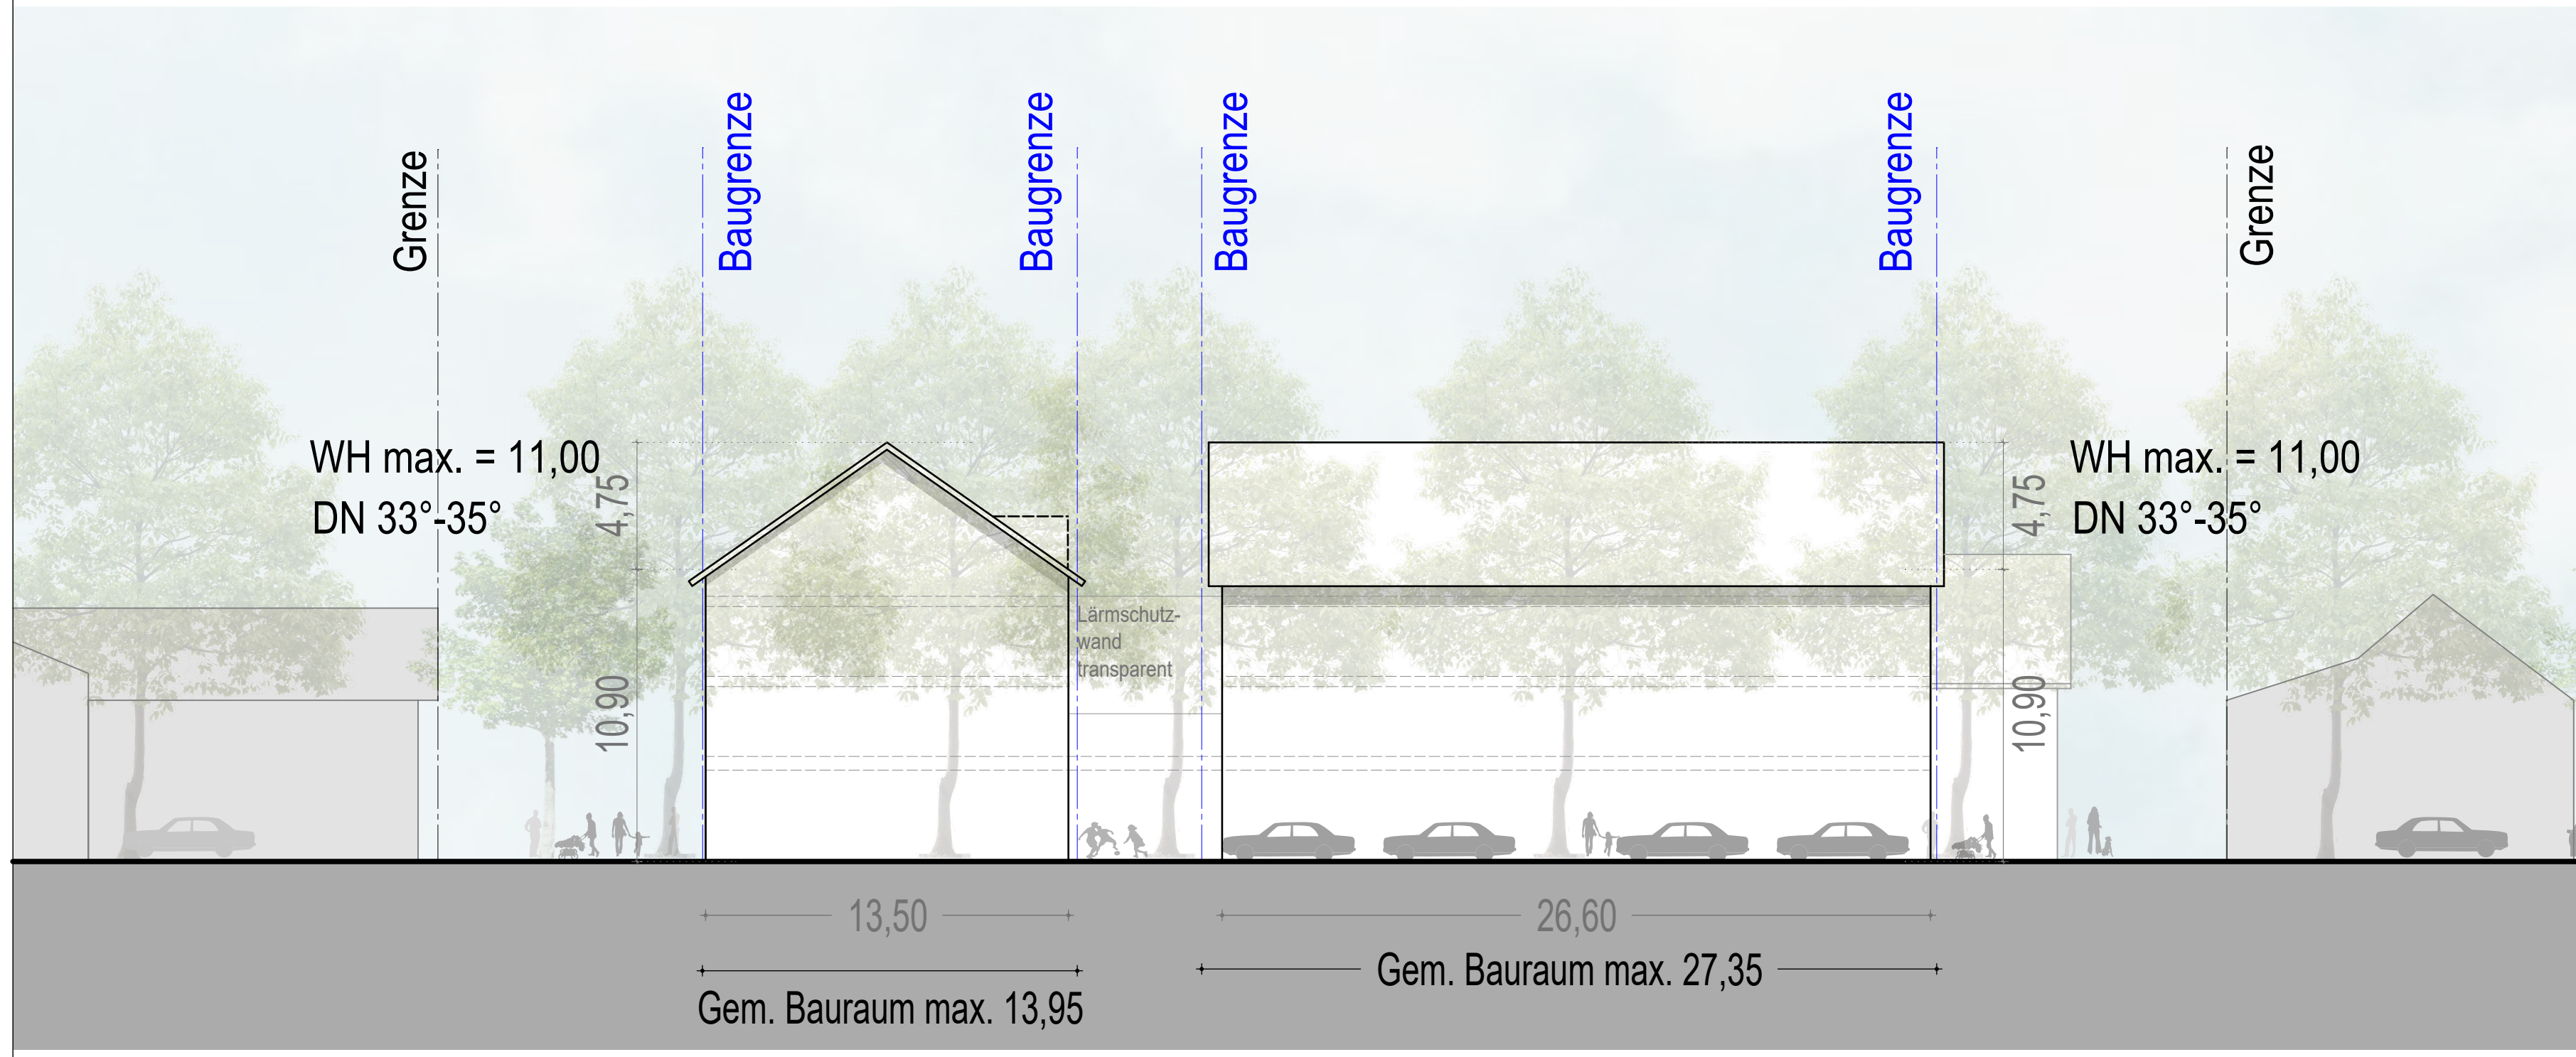 Grenze
Baugrenze
Baugrenze
Baugrenze
Baugrenze
Grenze
WH max. = 11,00
DN 33°-35°
4,75
10,90
Lärmschutz-
wand
transparent
WH max. = 11,00
DN 33°-35°
4,75
10,90
13,50
26,60
Gem. Bauraum max. 13,95
Gem. Bauraum max. 27,35